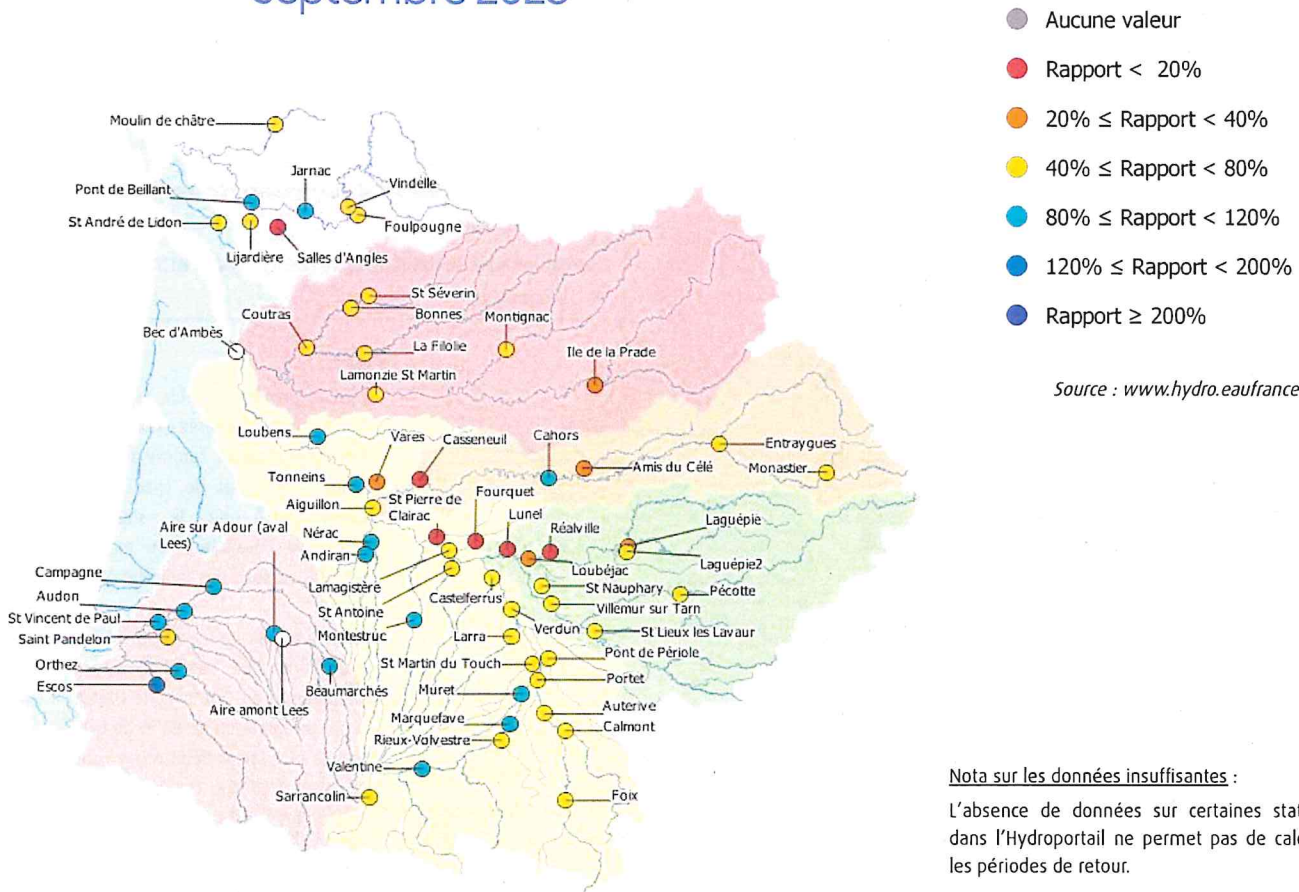 septembre 2025
Aucune valeur
Rapport < 20%
20% ≤ Rapport < 40%
40% ≤ Rapport < 80%
80% ≤ Rapport < 120%
120% ≤ Rapport < 200%
Rapport ≥ 200%
Source : www.hydro.eaufrance
Moulin de châtre
Jarnac
Vindelle
Pont de Beillant
St André de Lidon
Foulpougne
Lijardière
Salles d'Angles
St Séverin
Bonnes
Coutras
Montignac
Bec d'Ambès
La Filolie
Ile de la Prade
Lamonzie St Martin
Loubens
Vares
Casseneuil
Cahors
Entraygues
Amis du Célé
Monastier
Tonneins
Aiguillon
St Pierre de
Clairac
Fourquet
Lunel
Réalville
Laguépie
Aire sur Adour (aval
Lees)
Nérac
Andiran
Laguépie2
Loubéjac
Campagne
Lamagistère
St Nauphary
Pécotte
Audon
St Antoine
Castelferrus
Villemur sur Tarn
St Vincent de Paul
Montestruc
Verdun
St Lieux les Lavaur
Saint Pandelon
Larra
Pont de Périole
Orthez
St Martin du Touch
Portet
Escos
Beaumarchés
Muret
Aire amont Lees
Auterive
Marquefave
Calmont
Rieux-Volvestre
Valentine
Sarrancolin
Foix
Nota sur les données insuffisantes :
L'absence de données sur certaines stat
dans l'Hydroportail ne permet pas de calc
les périodes de retour.